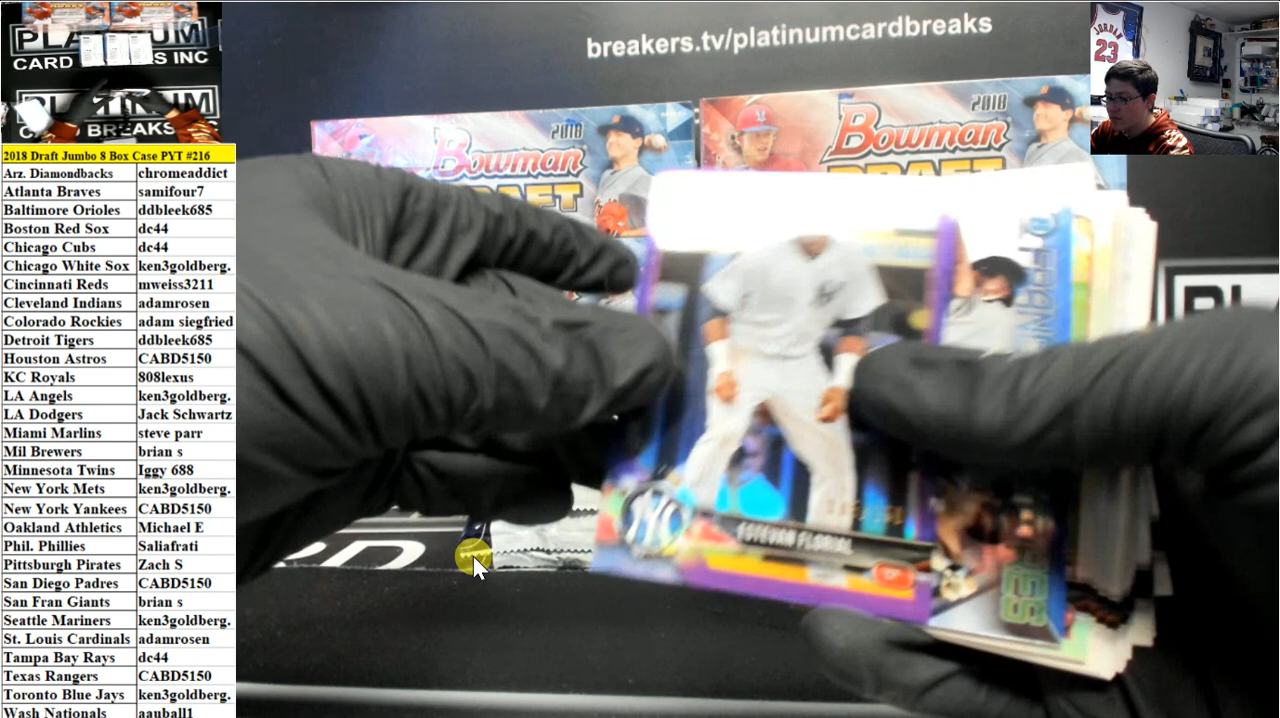 PLATINUM
CARD
S INC
CARD BREAKS
breakers.tv/platinumcardbreaks
JORDAN
23
2018
Bowman
DRAFT
2018
Bowman
2018 Draft Jumbo 8 Box Case PYT #216
Arz. Diamondbacks chromeaddict
Atlanta Braves samifour7
Baltimore Orioles ddbleek685
Boston Red Sox dc44
Chicago Cubs dc44
Chicago White Sox ken3goldberg.
Cincinnati Reds mweiss3211
Cleveland Indians adamrosen
Colorado Rockies adam siegfried
Detroit Tigers ddbleek685
Houston Astros CABD5150
KC Royals 808lexus
LA Angels ken3goldberg.
LA Dodgers Jack Schwartz
Miami Marlins steve parr
Mil Brewers brian s
Minnesota Twins Iggy 688
New York Mets ken3goldberg.
New York Yankees CABD5150
Oakland Athletics Michael E
Phil. Phillies Saliafrati
Pittsburgh Pirates Zach S
San Diego Padres CABD5150
San Fran Giants brian s
Seattle Mariners ken3goldberg.
St. Louis Cardinals adamrosen
Tampa Bay Rays dc44
Texas Rangers CABD5150
Toronto Blue Jays ken3goldberg.
Wash Nationals aauball1
NY
ESTEVAN FLORIAL